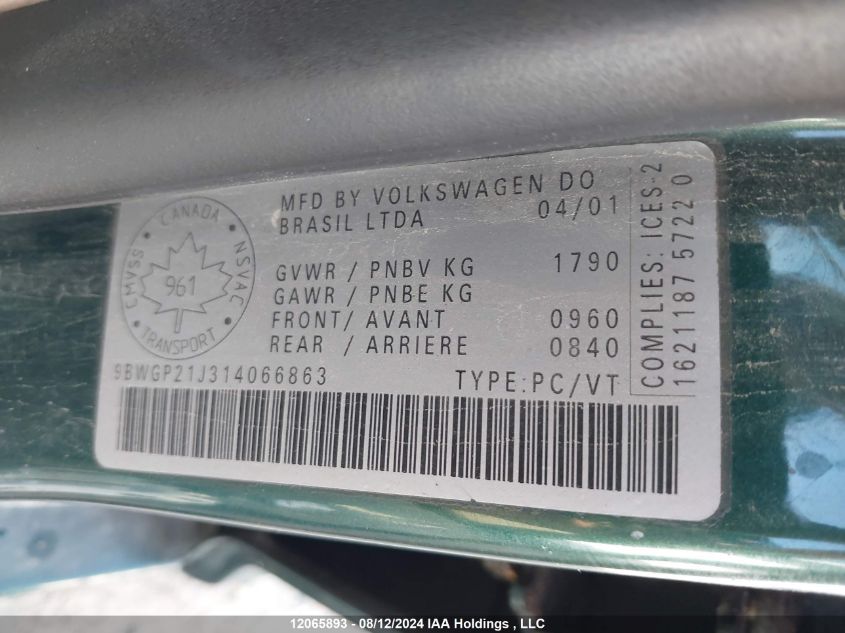 MFD BY VOLKSWAGEN DO
BRASIL LTDA 04/01
GVWR / PNBV KG 1790
GAWR / PNBE KG
FRONT/ AVANT 0960
REAR / ARRIERE 0840
9BWGP21J314066863 TYPE:PC/VT
CANADA
CMVSS 961 NSVAC
TRANSPORT
COMPLIES: ICES-2
1621187 57220
12065893 - 08/12/2024 IAA Holdings , LLC